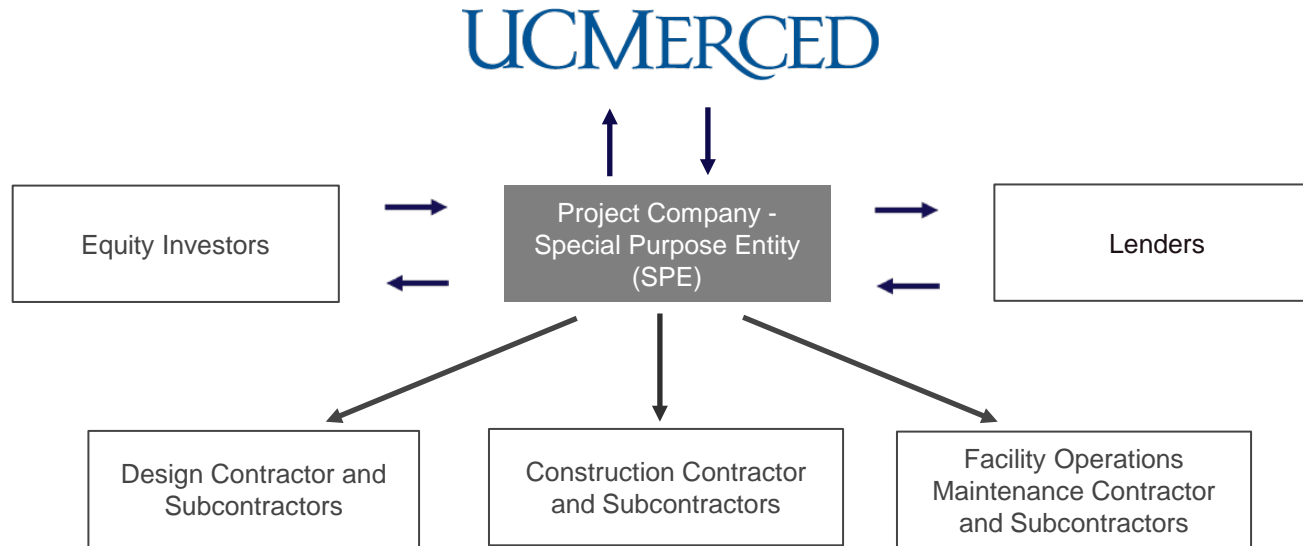 UCMERCED
Equity Investors
Project Company -
Special Purpose Entity
(SPE)
Lenders
Design Contractor and
Subcontractors
Construction Contractor
and Subcontractors
Facility Operations
Maintenance Contractor
and Subcontractors